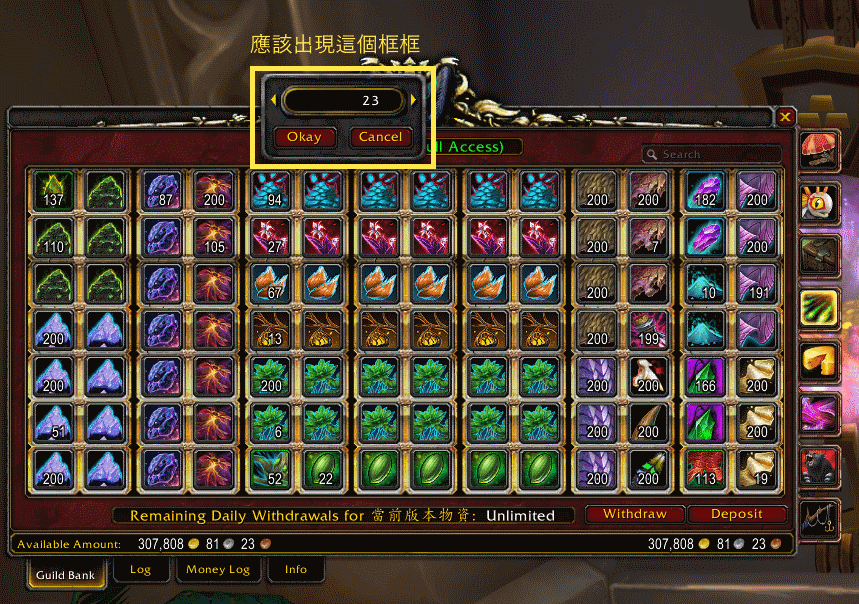 應該出現這個框框
23
Okay Cancel
ull Access)
Search
137 87 200 94 200 200 182 200
110 105 27 200 7 200
67 200 10 191
200 13 200 199
200 200 200 200 166 200
51 6 200 200 200
200 52 22 200 200 113 19
Remaining Daily Withdrawals for 當前版本物資: Unlimited
Withdraw Deposit
Available Amount: 307,808 81 23 307,808 81 23
Guild Bank Log Money Log Info